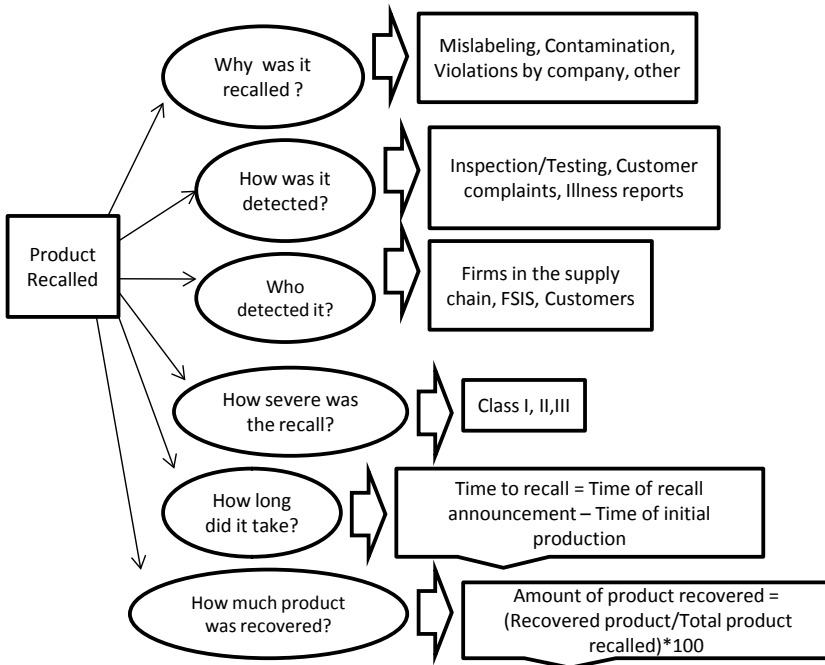 Product
Recalled
Why was it
recalled ?
Mislabeling, Contamination,
Violations by company, other
How was it
detected?
Inspection/Testing, Customer
complaints, Illness reports
Who
detected it?
Firms in the supply
chain, FSIS, Customers
How severe was
the recall?
Class I, II,III
How long
did it take?
Time to recall = Time of recall
announcement – Time of initial
production
How much product
was recovered?
Amount of product recovered =
(Recovered product/Total product
recalled)*100